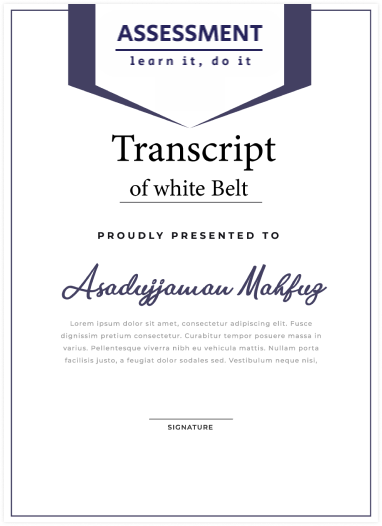 ASSESSMENT
learn it, do it
Transcript
of white Belt
PROUDLY PRESENTED TO
Asadujjaman Mahfuz
Lorem ipsum dolor sit amet, consectetur adipiscing elit. Fusce
dignissim pretium consectetur. Curabitur tempor posuere massa in
varius. Pellentesque viverra nibh eu vehicula mattis. Nullam porta
facilisis justo, a feugiat dolor sodales sed. Vestibulum neque nisi,
SIGNATURE